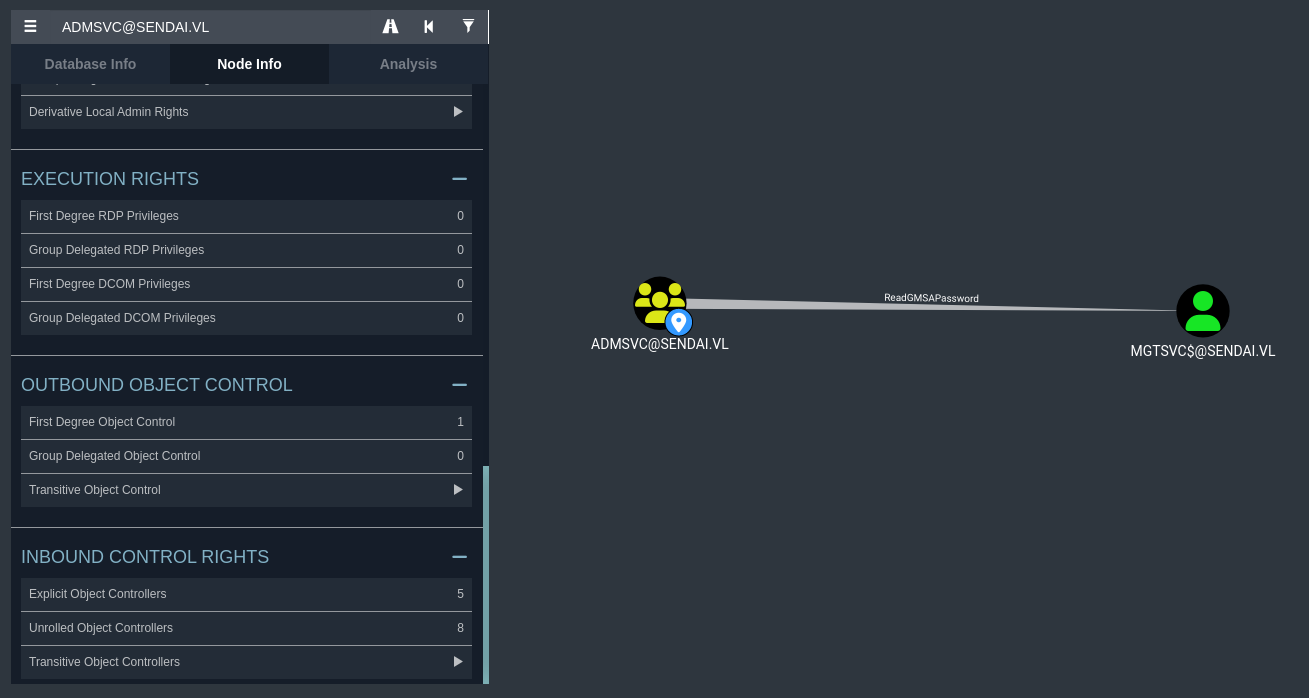 ADMSVC@SENDAI.VL
Database Info
Node Info
Analysis
Derivative Local Admin Rights
EXECUTION RIGHTS
First Degree RDP Privileges 0
Group Delegated RDP Privileges 0
First Degree DCOM Privileges 0
Group Delegated DCOM Privileges 0
OUTBOUND OBJECT CONTROL
First Degree Object Control 1
Group Delegated Object Control 0
Transitive Object Control
INBOUND CONTROL RIGHTS
Explicit Object Controllers 5
Unrolled Object Controllers 8
Transitive Object Controllers
ReadGMSAPassword
ADMSVC@SENDAI.VL
MGTSVC$@SENDAI.VL